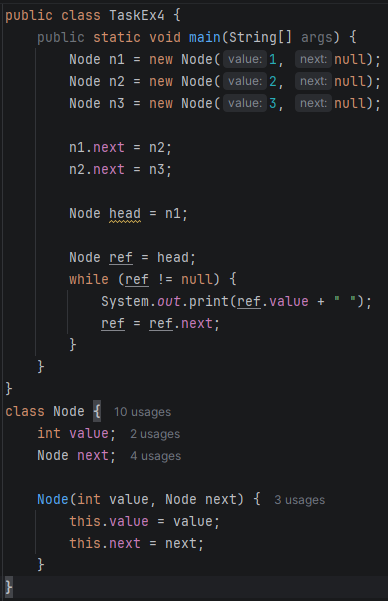 public class TaskEx4 {
    public static void main(String[] args) {
        Node n1 = new Node( value: 1, next: null);
        Node n2 = new Node( value: 2, next: null);
        Node n3 = new Node( value: 3, next: null);

        n1.next = n2;
        n2.next = n3;

        Node head = n1;

        Node ref = head;
        while (ref != null) {
            System.out.print(ref.value + " ");
            ref = ref.next;
        }
    }
}
class Node { 10 usages
    int value; 2 usages
    Node next; 4 usages

    Node(int value, Node next) { 3 usages
        this.value = value;
        this.next = next;
    }
}